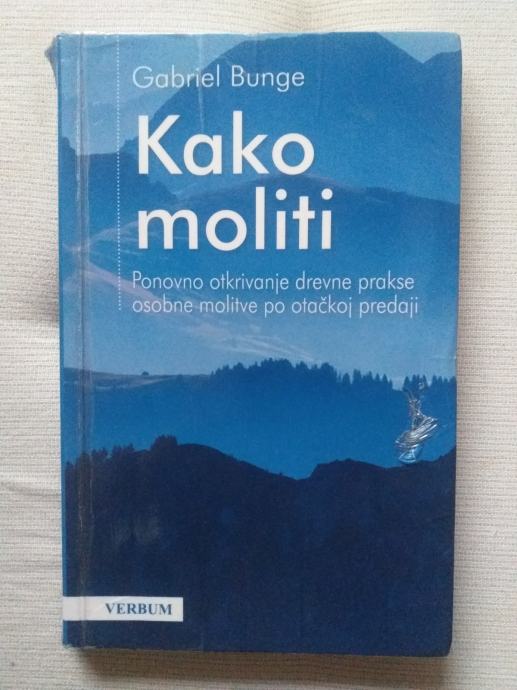 Gabriel Bunge
Kako
moliti
Ponovno otkrivanje drevne prakse
osobne molitve po otačkoj predaji
VERBUM